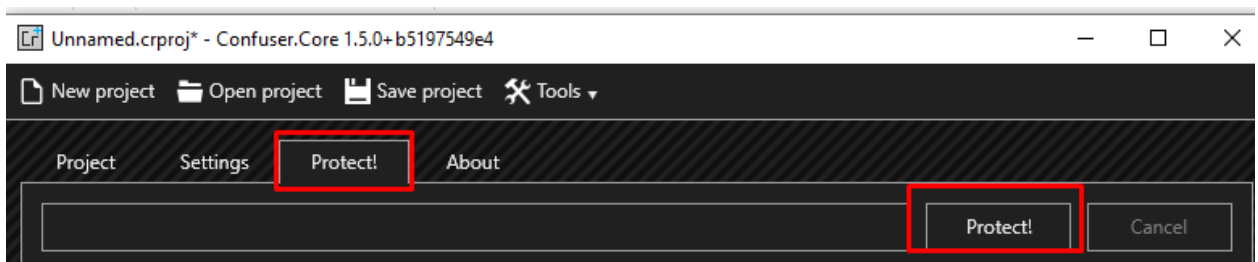 Unnamed.crproj* - Confuser.Core 1.5.0+b5197549e4
New project Open project Save project Tools
Project Settings Protect! About
Protect! Cancel